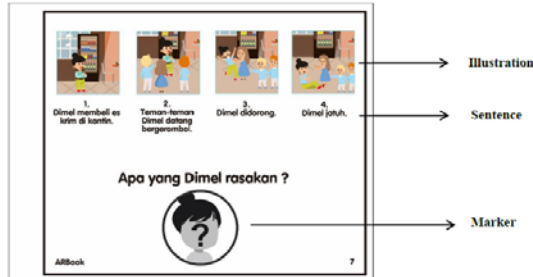 1.
Dimel membeli es
krim di kantin.
2.
Teman-teman
Dimel datang
bergerombol.
3.
Dimel didorong.
4.
Dimel jatuh.
Apa yang Dimel rasakan ?
?
ARBook
7
Illustration
Sentence
Marker